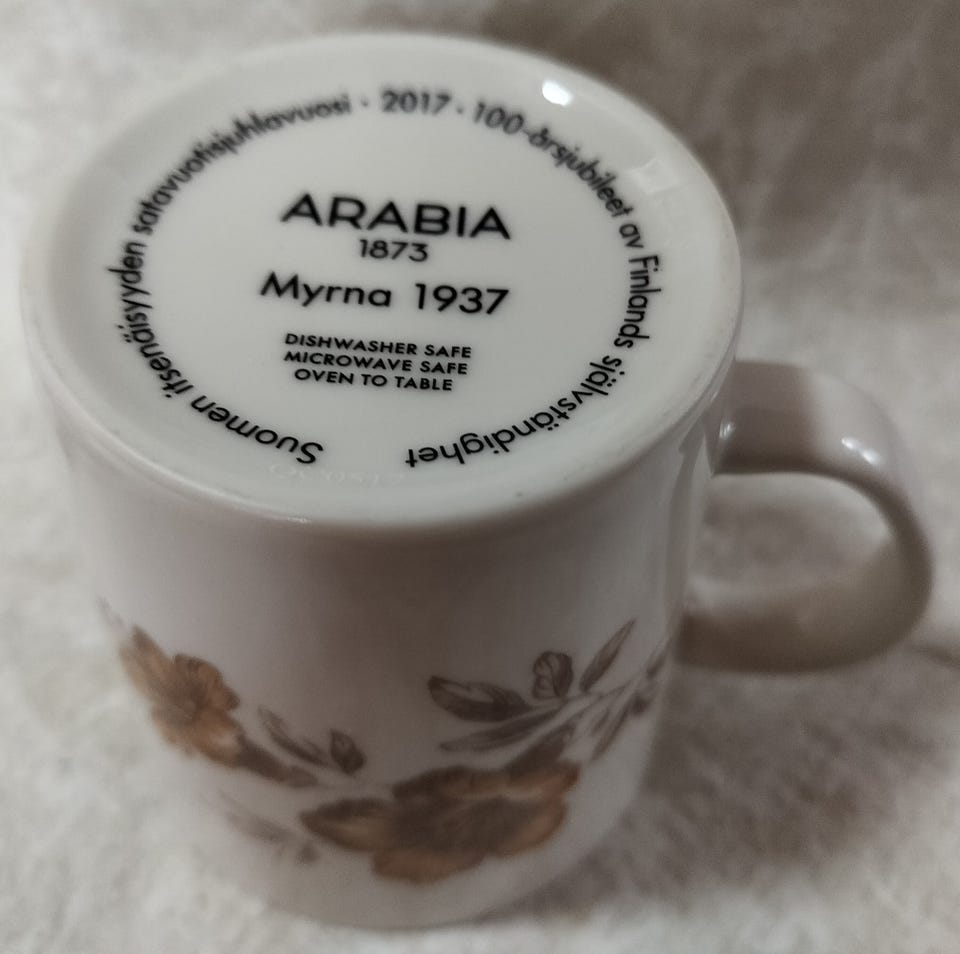 Suomen itsenäisyyden satavuotisjuhlavuosi · 2017 · 100-årsjubileet av Finlands självständighet
ARABIA
1873
Myrna 1937
DISHWASHER SAFE
MICROWAVE SAFE
OVEN TO TABLE